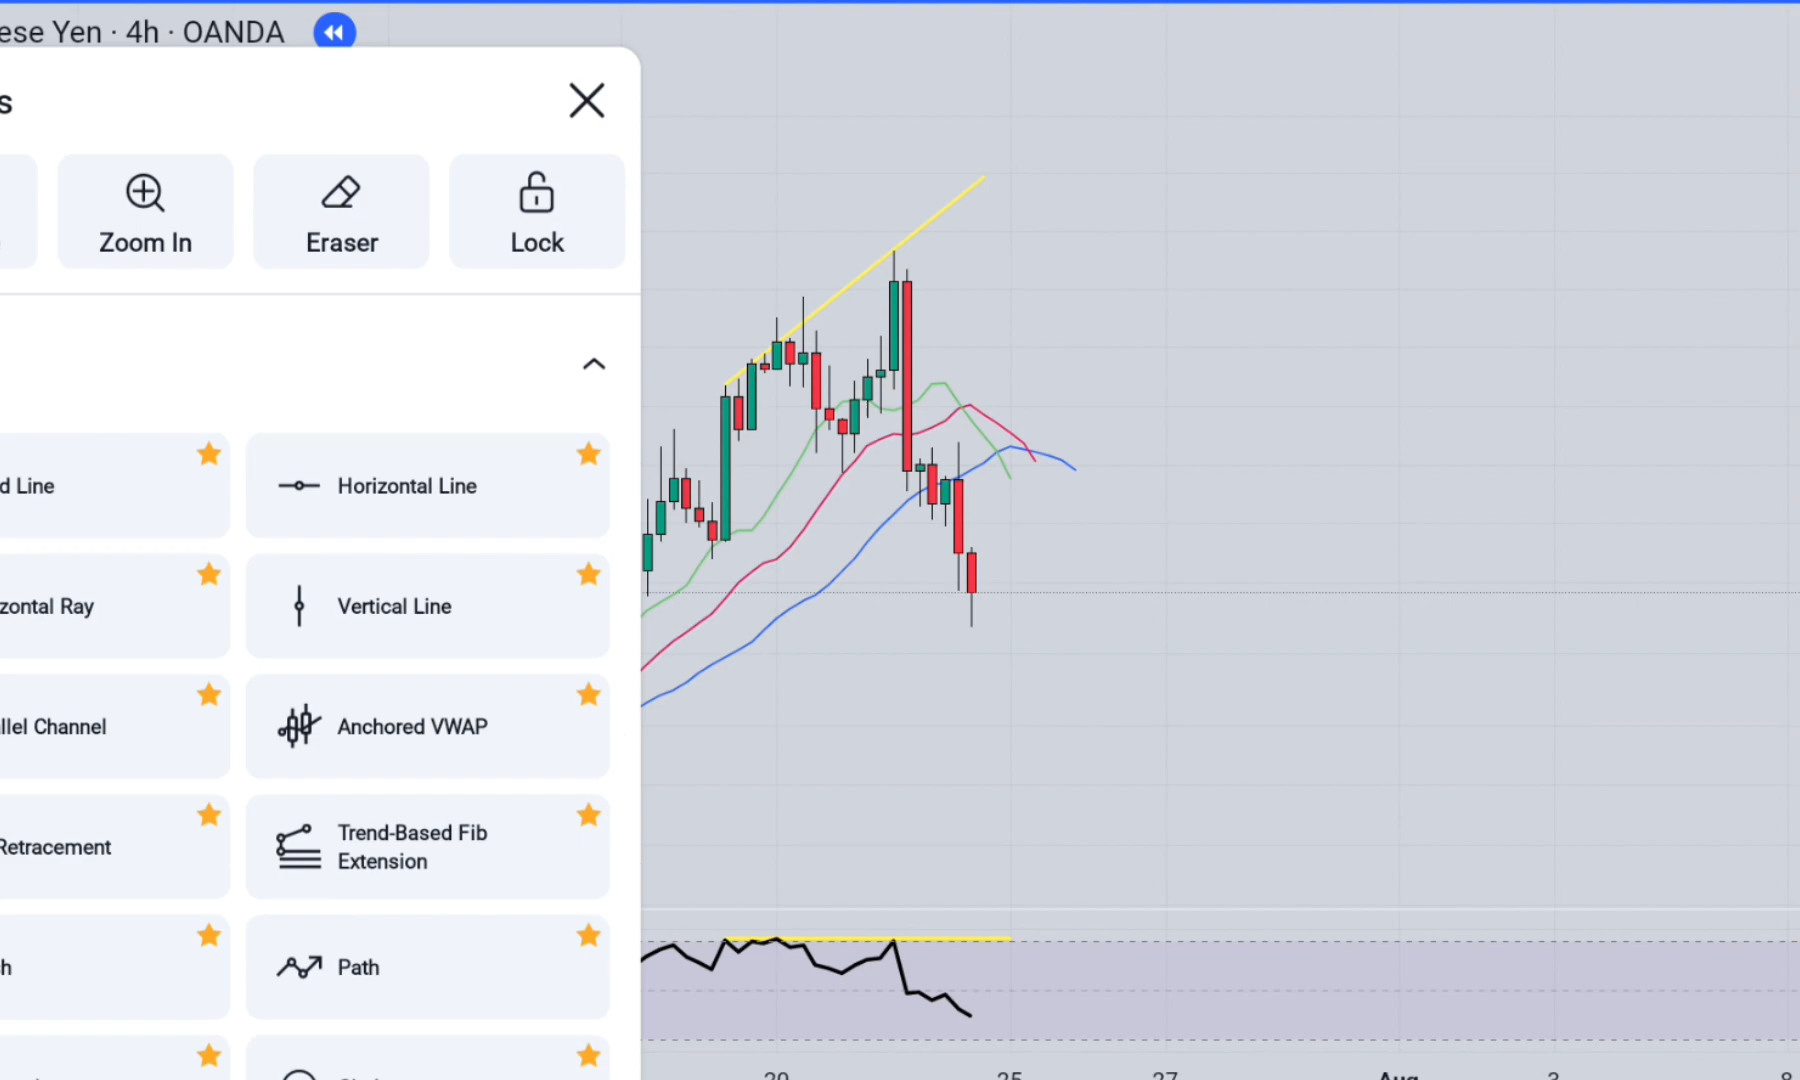 ese Yen · 4h · OANDA
s
Zoom In
Eraser
Lock
d Line
Horizontal Line
zontal Ray
Vertical Line
llel Channel
Anchored VWAP
Retracement
Trend-Based Fib
Extension
h
Path
25
27
Aug
3